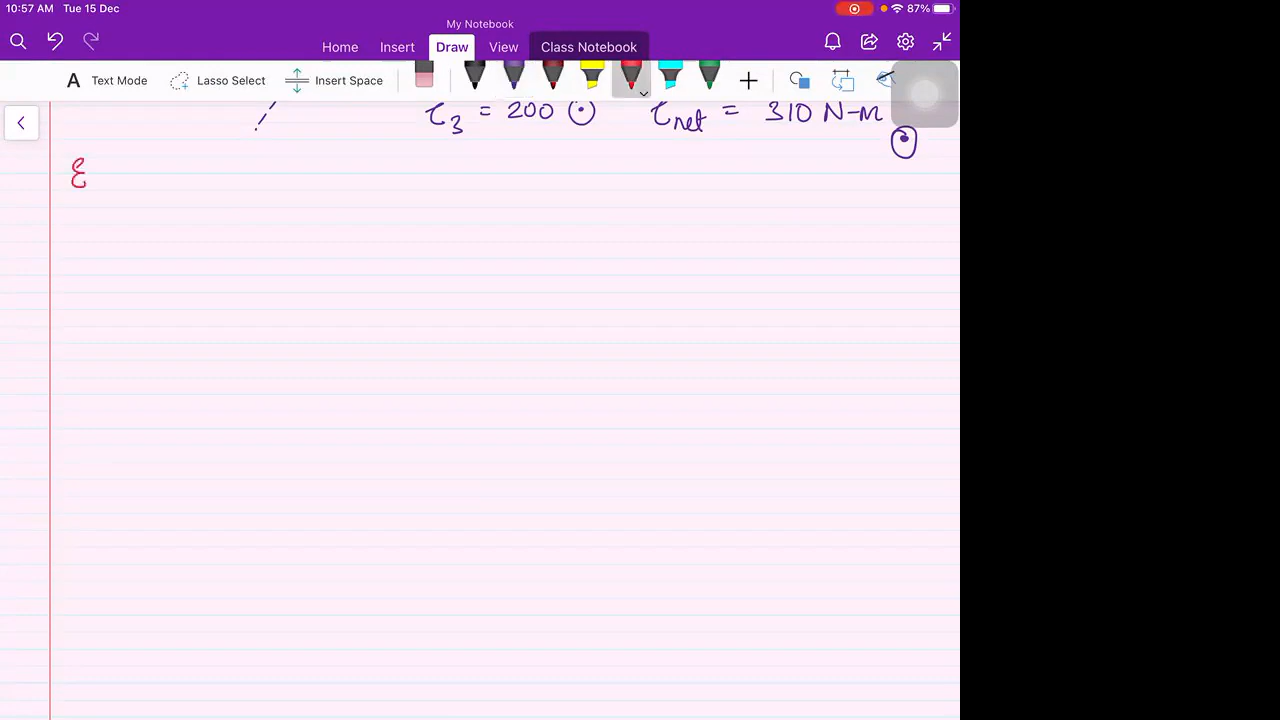 10:57 AM Tue 15 Dec 87%
My Notebook
Home Insert Draw View Class Notebook
A Text Mode Lasso Select Insert Space
τ₃ = 200 ⊙ τnet = 310 N-m
⊙
ξ